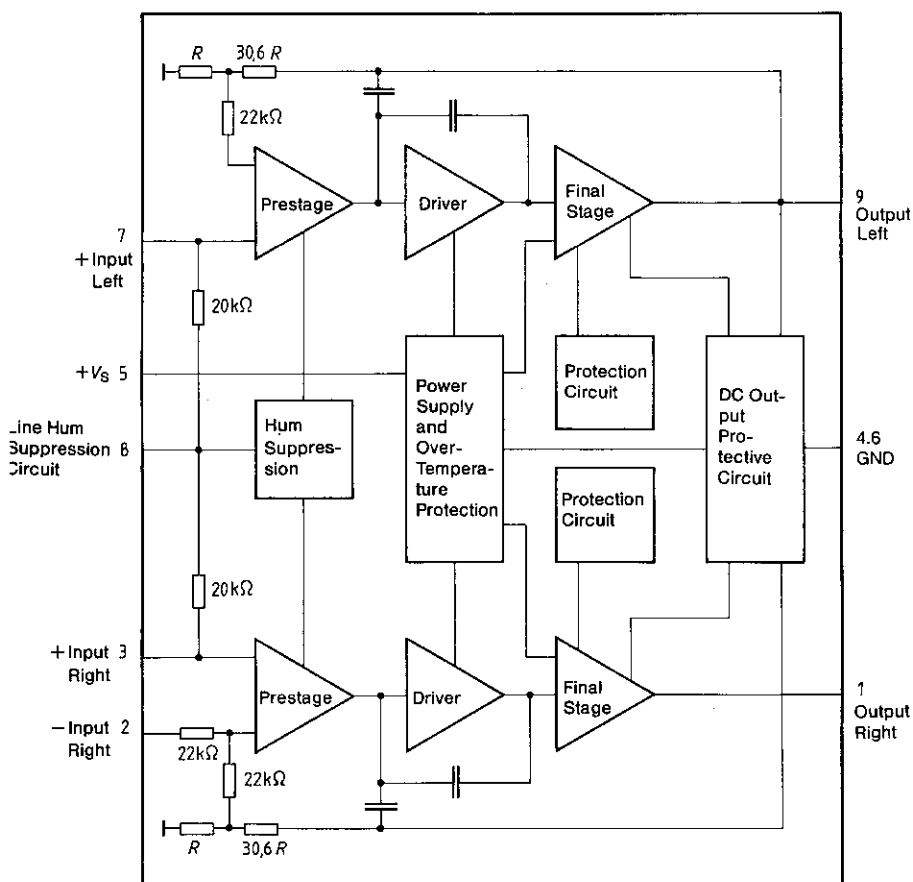 R 30,6 R
22kΩ
Prestage
Driver
Final
Stage
9
Output
Left
7
+Input
Left
20kΩ
+VS 5
Power
Supply
and
Over-
Tempera-
ture
Protection
Protection
Circuit
DC Out-
put
Pro-
tective
Circuit
4.6
GND
Line Hum
Suppression 8
Circuit
Hum
Suppres-
sion
Protection
Circuit
20kΩ
+Input 3
Right
Prestage
Driver
Final
Stage
1
Output
Right
−Input 2
Right
22kΩ
22kΩ
R 30,6 R